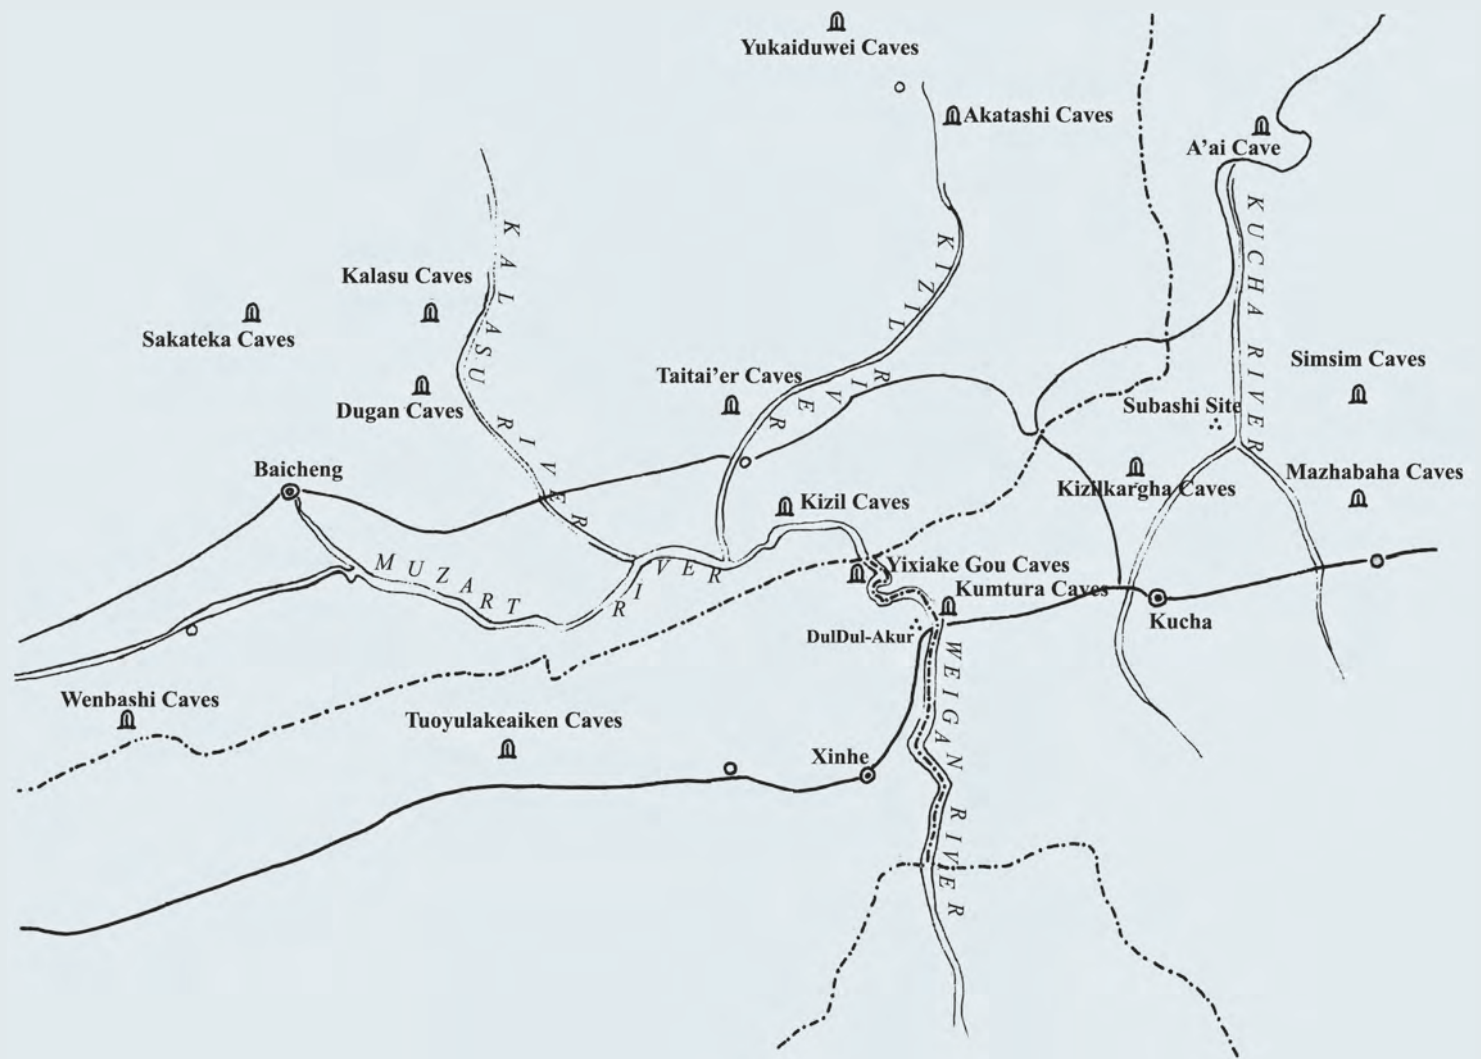 Yukaiduwei Caves
Akatashi Caves
A'ai Cave
KALASU RIVER
KIZIL RIVER
KUCHA RIVER
Kalasu Caves
Sakateka Caves
Dugan Caves
Taitai'er Caves
Simsim Caves
Subashi Site
Baicheng
Kizilkargha Caves
Mazhabaha Caves
Kizil Caves
MUZART RIVER
Yixiake Gou Caves
Kumtura Caves
DulDul-Akur
Kucha
WEIGAN RIVER
Wenbashi Caves
Tuoyulakeaiken Caves
Xinhe